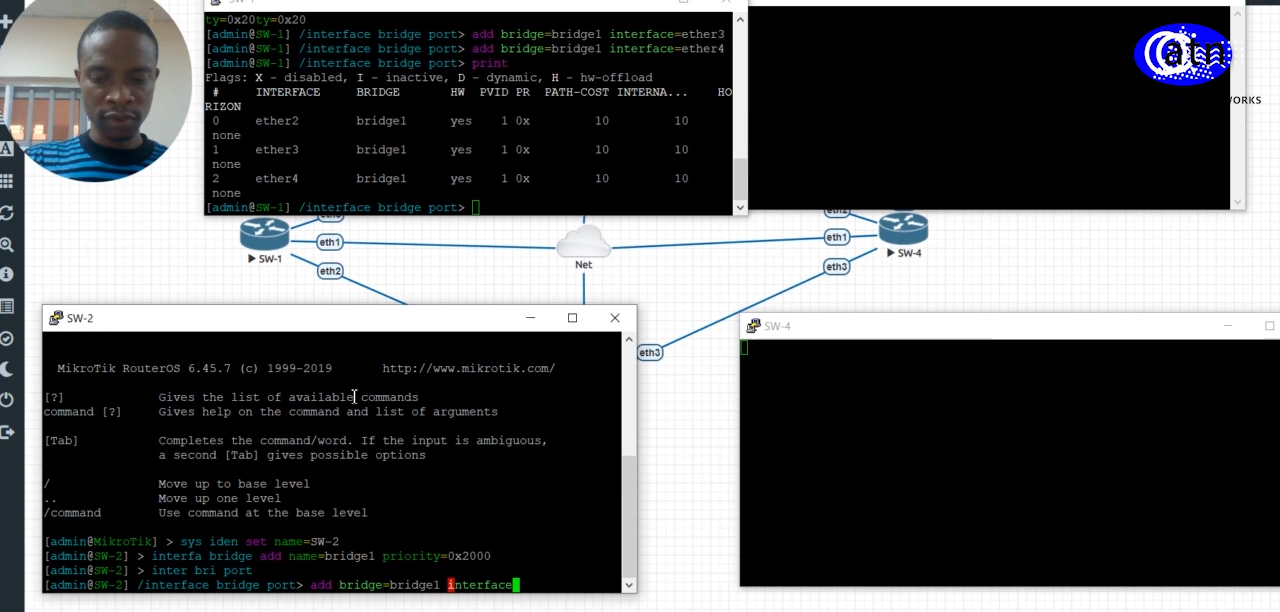 ty=0x20ty=0x20
[admin@SW-1] /interface bridge port> add bridge=bridge1 interface=ether3
[admin@SW-1] /interface bridge port> add bridge=bridge1 interface=ether4
[admin@SW-1] /interface bridge port> print
Flags: X - disabled, I - inactive, D - dynamic, H - hw-offload
# INTERFACE BRIDGE HW PVID PR PATH-COST INTERNA... HO
RIZON
0 ether2 bridge1 yes 1 0x 10 10
none
1 ether3 bridge1 yes 1 0x 10 10
none
2 ether4 bridge1 yes 1 0x 10 10
none
[admin@SW-1] /interface bridge port>
atn
WORKS
SW-1
eth1
eth2
Net
eth2
eth1
eth3
SW-4
eth3
SW-2
MikroTik RouterOS 6.45.7 (c) 1999-2019 http://www.mikrotik.com/
[?] Gives the list of available commands
command [?] Gives help on the command and list of arguments
[Tab] Completes the command/word. If the input is ambiguous,
a second [Tab] gives possible options
/ Move up to base level
.. Move up one level
/command Use command at the base level
[admin@MikroTik] > sys iden set name=SW-2
[admin@SW-2] > interfa bridge add name=bridge1 priority=0x2000
[admin@SW-2] > inter bri port
[admin@SW-2] /interface bridge port> add bridge=bridge1 interface
SW-4